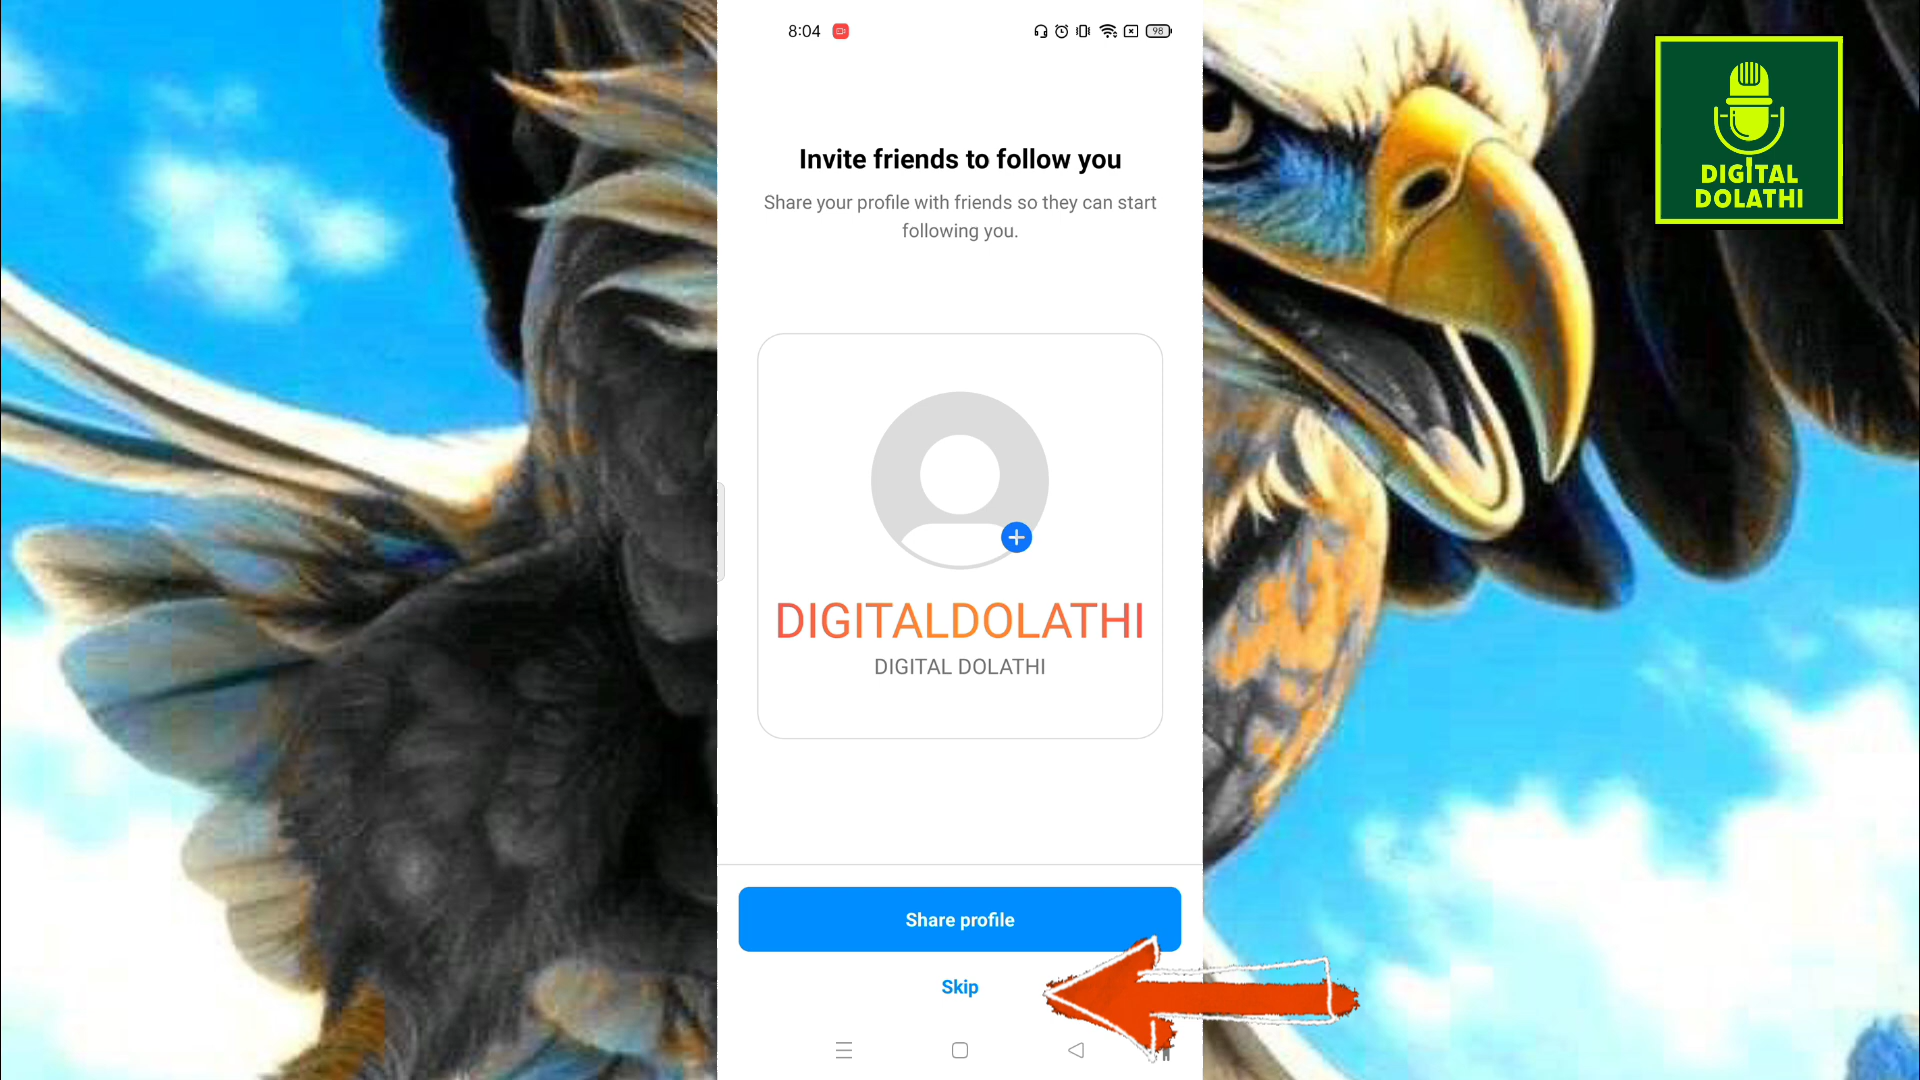 8:04
98
DIGITAL
DOLATHI
Invite friends to follow you
Share your profile with friends so they can start
following you.
DIGITALDOLATHI
DIGITAL DOLATHI
Share profile
Skip